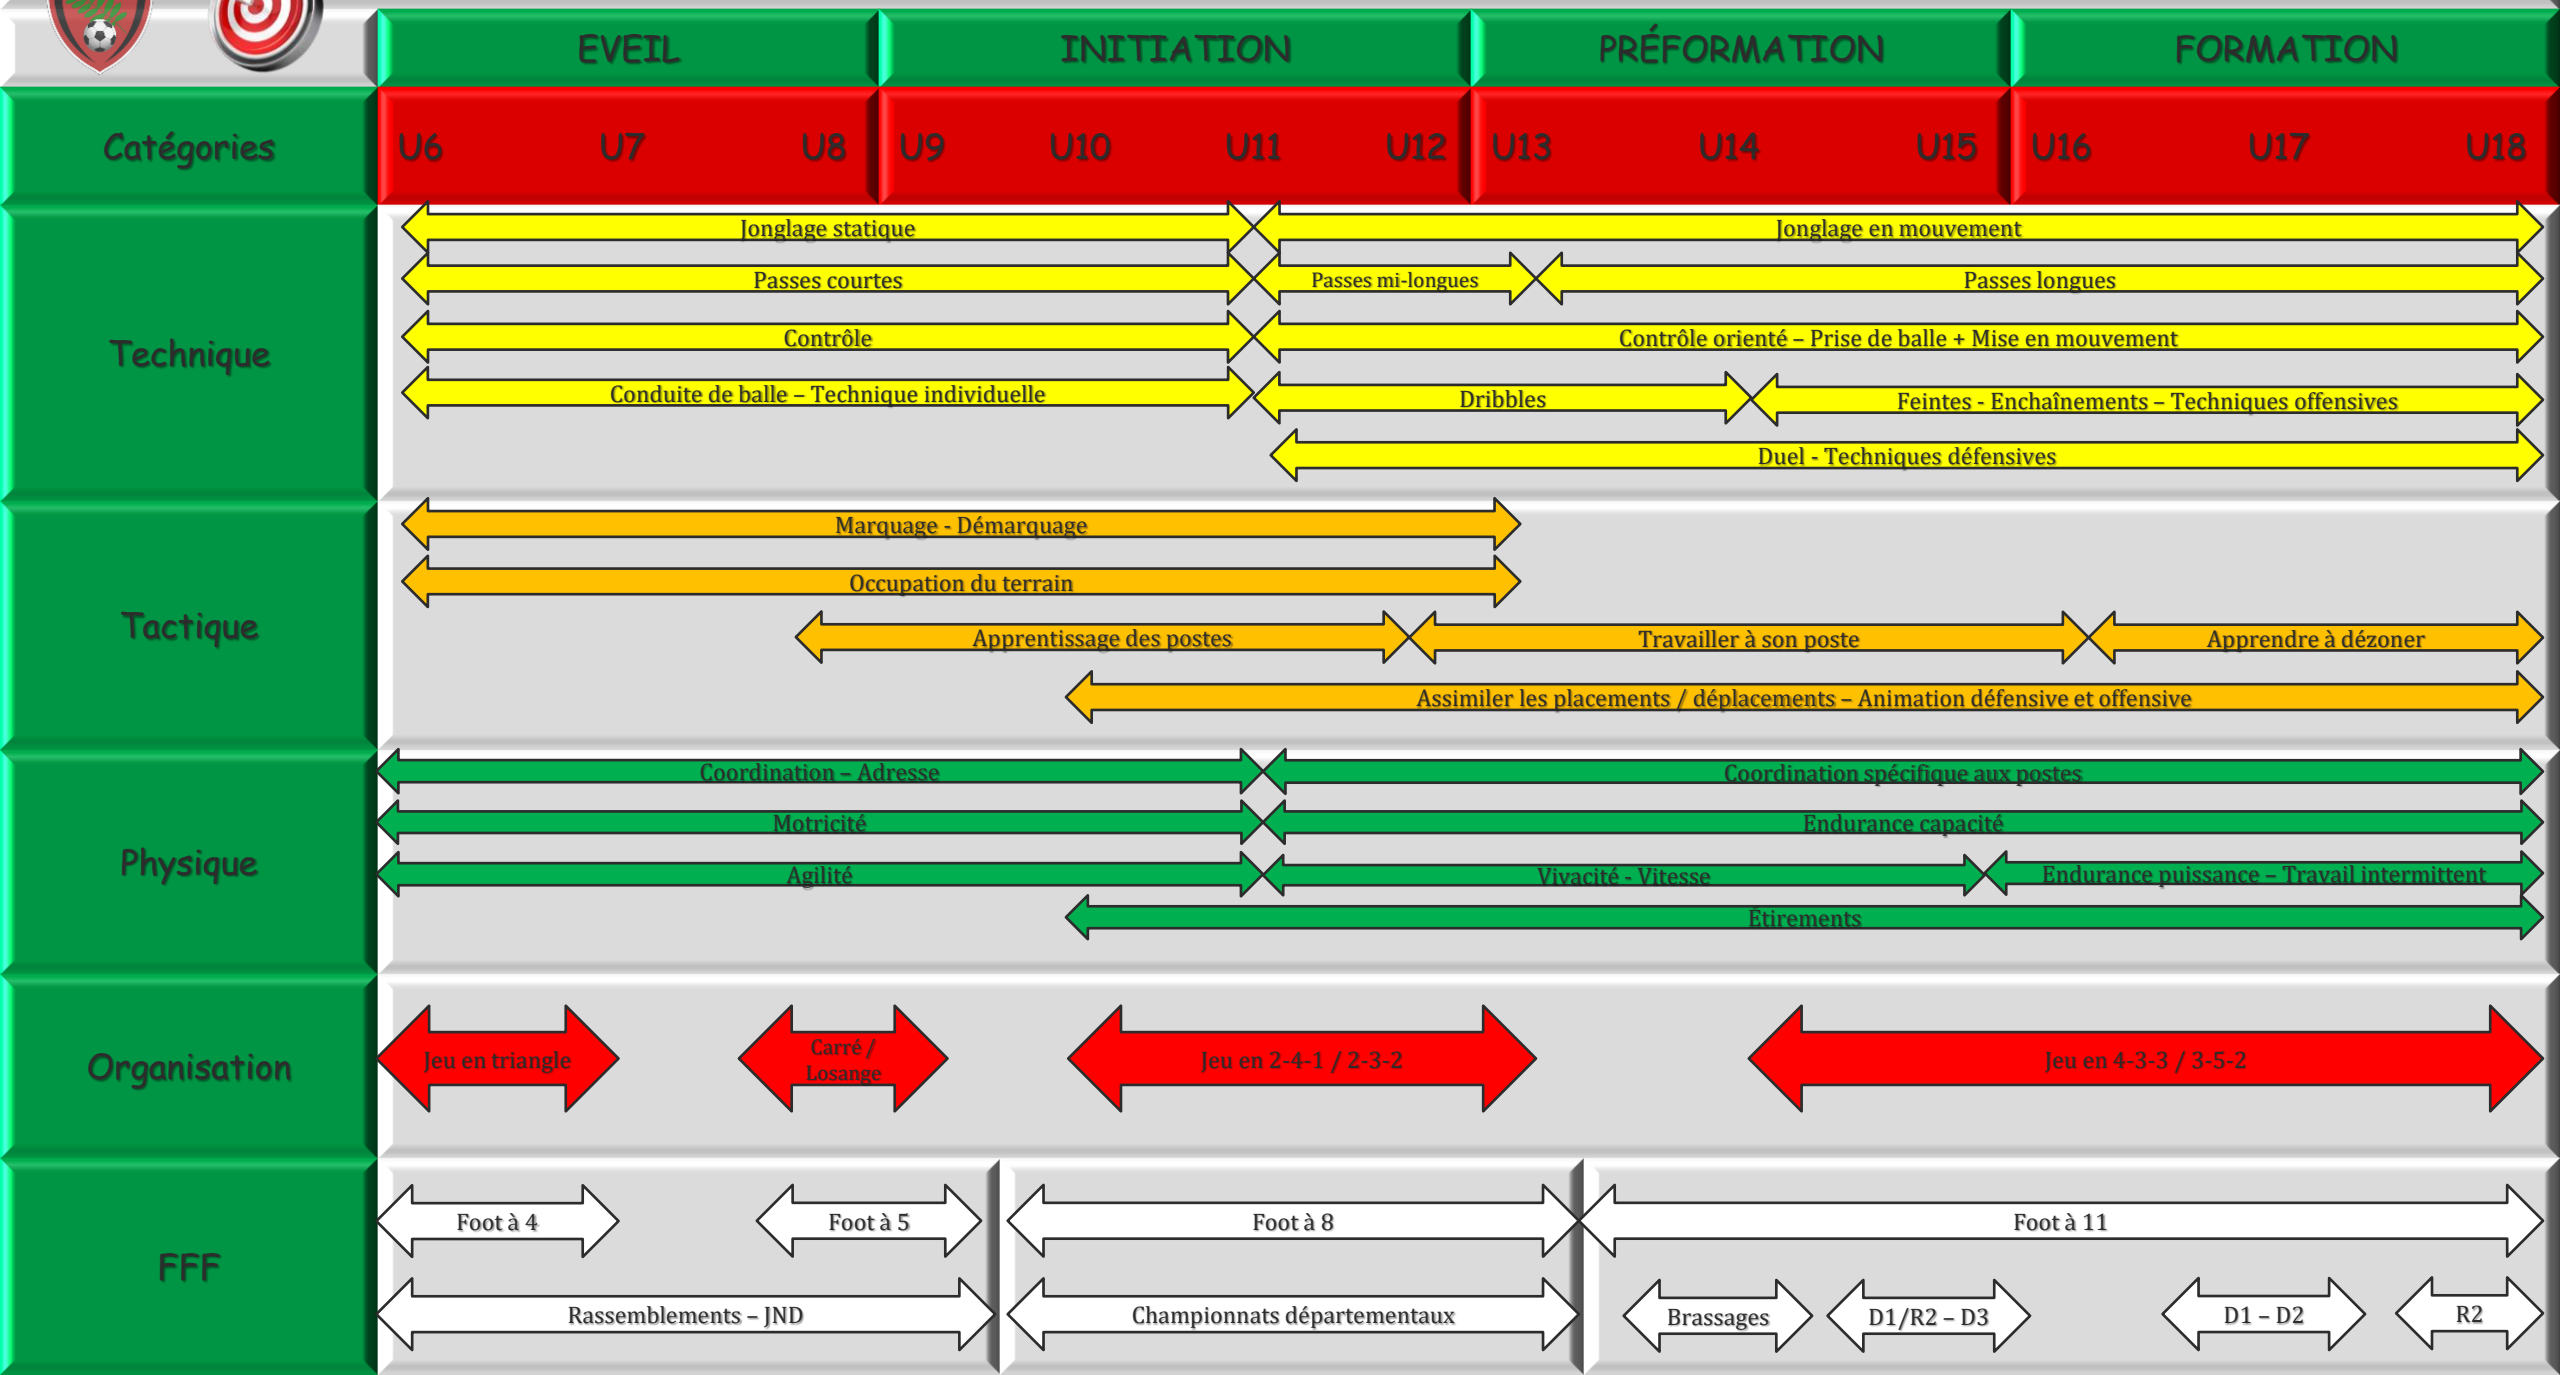 EVEIL INITIATION PRÉFORMATION FORMATION
Catégories U6 U7 U8 U9 U10 U11 U12 U13 U14 U15 U16 U17 U18
Technique
Jonglage statique Jonglage en mouvement
Passes courtes Passes mi-longues Passes longues
Contrôle Contrôle orienté – Prise de balle + Mise en mouvement
Conduite de balle – Technique individuelle Dribbles Feintes - Enchaînements – Techniques offensives
Duel - Techniques défensives
Tactique
Marquage - Démarquage
Occupation du terrain
Apprentissage des postes Travailler à son poste Apprendre à dézoner
Assimiler les placements / déplacements – Animation défensive et offensive
Physique
Coordination – Adresse Coordination spécifique aux postes
Motricité Endurance capacité
Agilité Vivacité - Vitesse Endurance puissance – Travail intermittent
Étirements
Organisation
Jeu en triangle
Carré /
Losange
Jeu en 2-4-1 / 2-3-2
Jeu en 4-3-3 / 3-5-2
FFF
Foot à 4 Foot à 5 Foot à 8 Foot à 11
Rassemblements – JND Championnats départementaux Brassages D1/R2 – D3 D1 – D2 R2